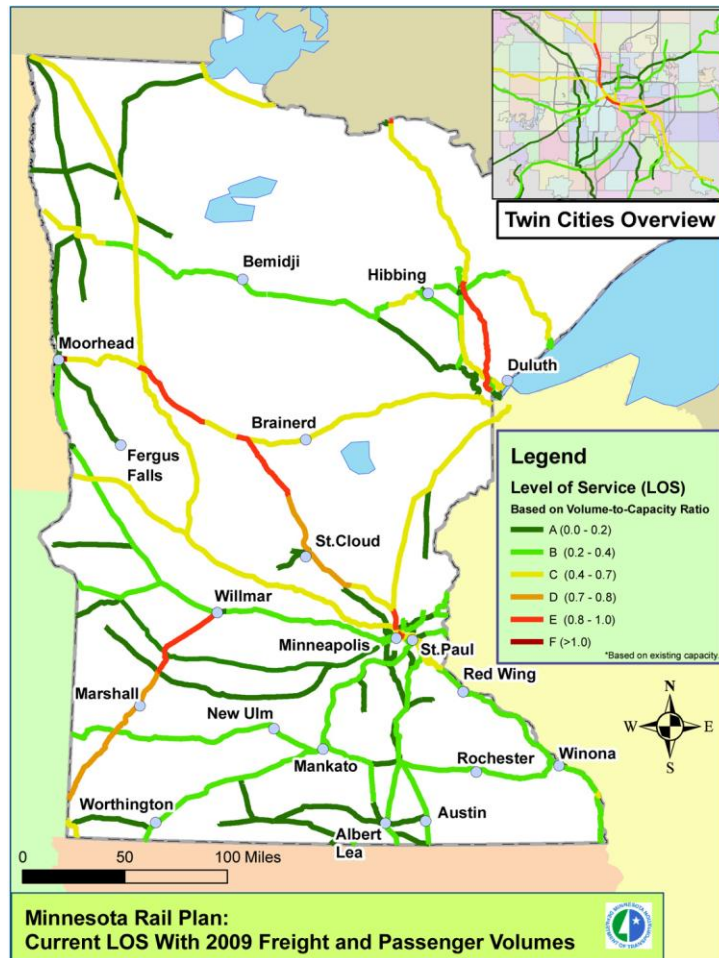 Twin Cities Overview
Bemidji
Hibbing
Moorhead
Duluth
Brainerd
Fergus
Falls
Legend
Level of Service (LOS)
Based on Volume-to-Capacity Ratio
A (0.0 - 0.2)
B (0.2 - 0.4)
C (0.4 - 0.7)
D (0.7 - 0.8)
E (0.8 - 1.0)
F (>1.0)
*Based on existing capacity.
St.Cloud
Willmar
Minneapolis
St.Paul
Red Wing
Marshall
New Ulm
Mankato
Rochester
Winona
N
W
E
S
Worthington
Albert
Lea
Austin
0 50 100 Miles
Minnesota Rail Plan:
Current LOS With 2009 Freight and Passenger Volumes